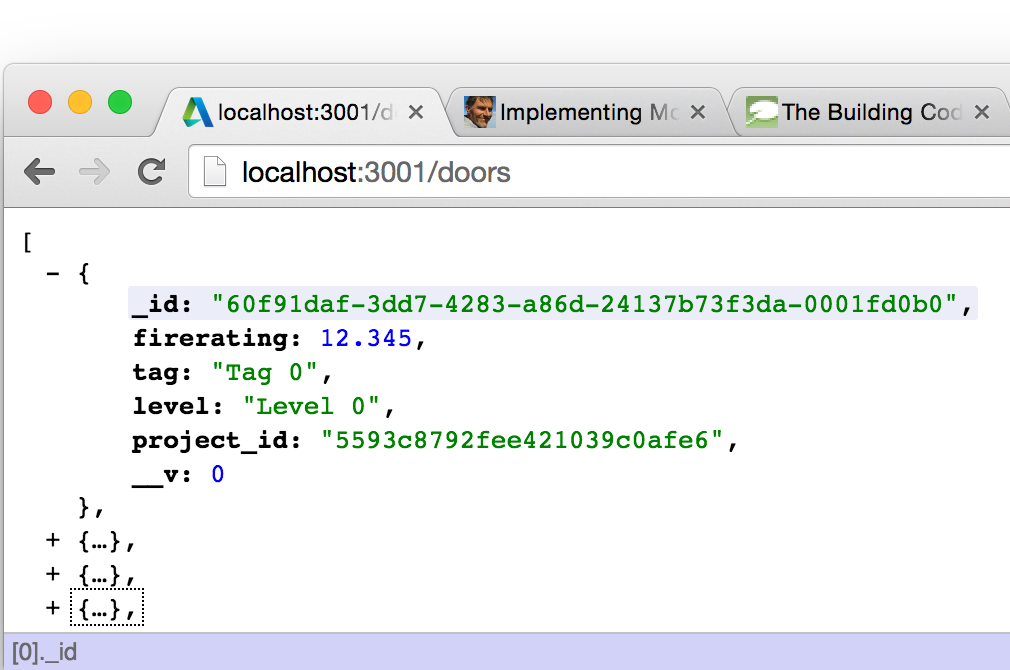 localhost:3001/d
Implementing Mo
The Building Cod
localhost:3001/doors
[
- {
_id: "60f91daf-3dd7-4283-a86d-24137b73f3da-0001fd0b0",
firerating: 12.345,
tag: "Tag 0",
level: "Level 0",
project_id: "5593c8792fee421039c0afe6",
__v: 0
},
+ {…},
+ {…},
+ {…},
[0]._id